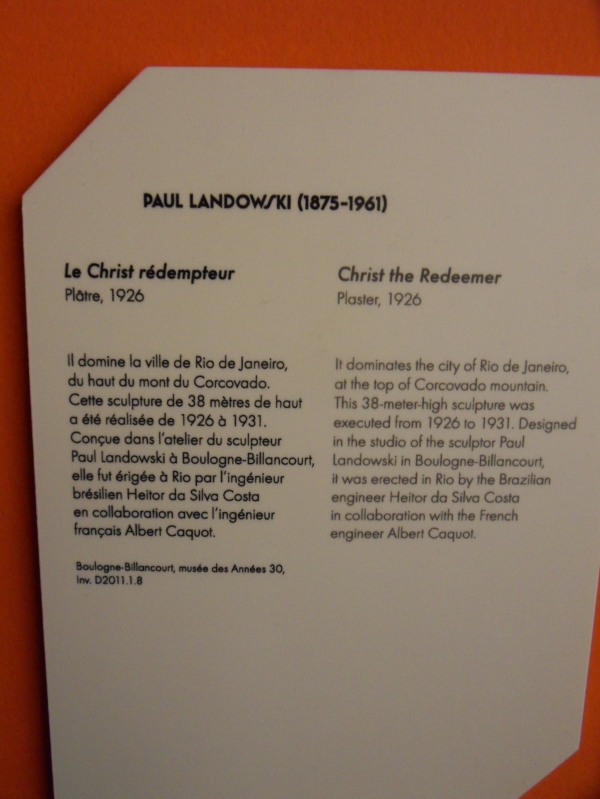 PAUL LANDOWSKI (1875-1961)
Le Christ rédempteur
Plâtre, 1926
Il domine la ville de Rio de Janeiro,
du haut du mont du Corcovado.
Cette sculpture de 38 mètres de haut
a été réalisée de 1926 à 1931.
Conçue dans l'atelier du sculpteur
Paul Landowski à Boulogne-Billancourt,
elle fut érigée à Rio par l'ingénieur
brésilien Heitor da Silva Costa
en collaboration avec l'ingénieur
français Albert Caquot.
Boulogne-Billancourt, musée des Années 30,
Inv. D2011.1.8
Christ the Redeemer
Plaster, 1926
It dominates the city of Rio de Janeiro,
at the top of Corcovado mountain.
This 38-meter-high sculpture was
executed from 1926 to 1931. Designed
in the studio of the sculptor Paul
Landowski in Boulogne-Billancourt,
it was erected in Rio by the Brazilian
engineer Heitor da Silva Costa
in collaboration with the French
engineer Albert Caquot.